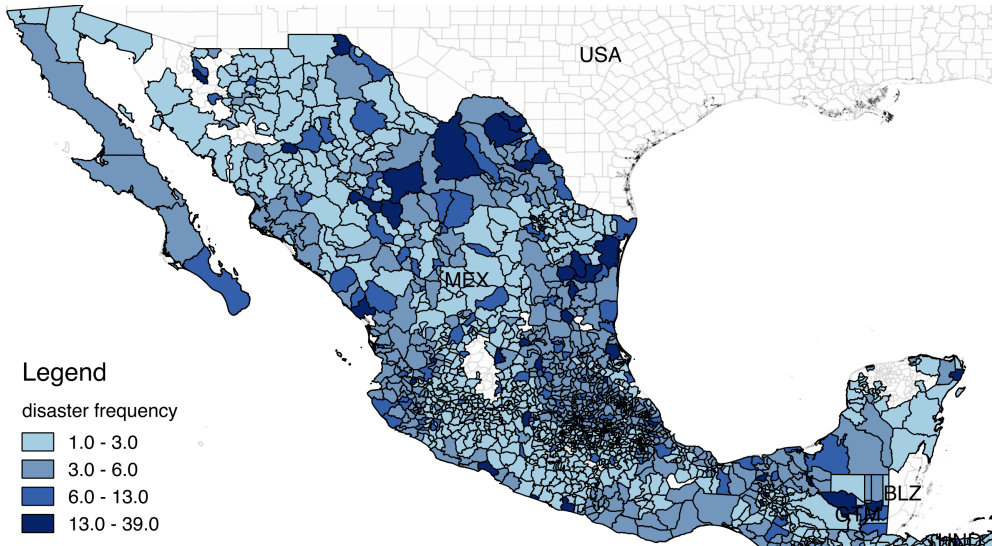 USA
MEX
Legend
disaster frequency
1.0 - 3.0
3.0 - 6.0
6.0 - 13.0
13.0 - 39.0
BLZ
GTM